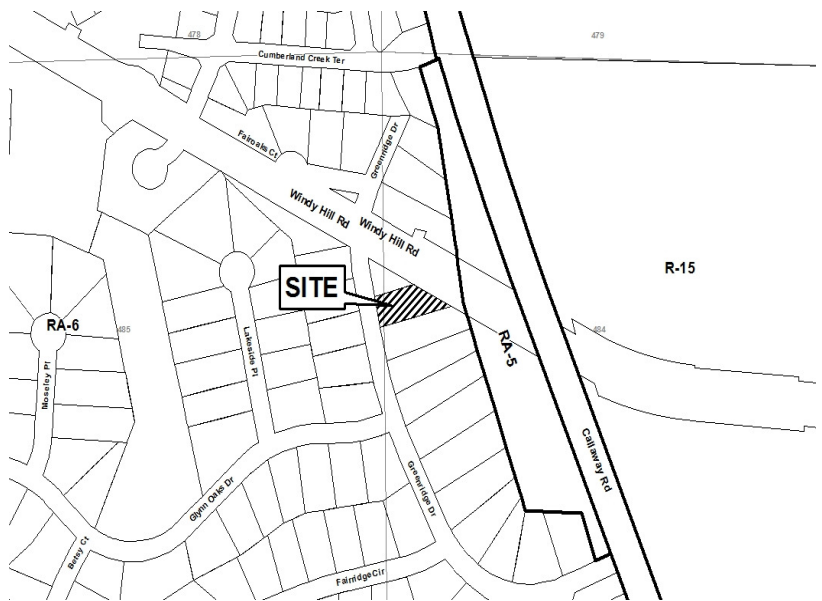 478
479
Cumberland Creek Ter
Greenridge Dr
Fairoaks Ct
Windy Hill Rd
Windy Hill Rd
SITE
R-15
RA-6
485
484
RA-5
Lakeside Pl
Moseley Pl
Callaway Rd
Greenridge Dr
Glynn Oaks Dr
Betsy Ct
Fairridge Cir